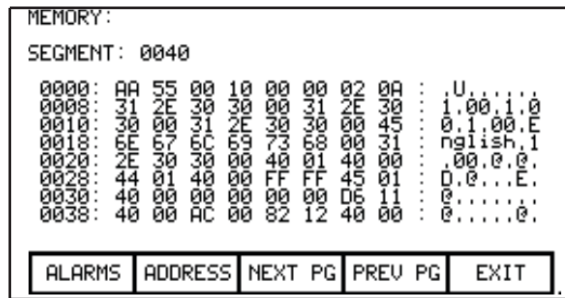 MEMORY:
SEGMENT: 0040
0000: AA 55 00 10 00 00 02 0A : .U......
0008: 31 2E 30 30 00 31 2E 30 : 1.00.1.0
0010: 30 00 31 2E 30 30 00 45 : 0.1.00.E
0018: 6E 67 6C 69 73 68 00 31 : nglish.1
0020: 2E 30 30 00 40 01 40 00 : .00.@.@.
0028: 44 01 40 00 FF FF 45 01 : D.@...E.
0030: 40 00 00 00 00 00 D6 11 : @.......
0038: 40 00 AC 00 82 12 40 00 : @.....@.
ALARMS ADDRESS NEXT PG PREV PG EXIT